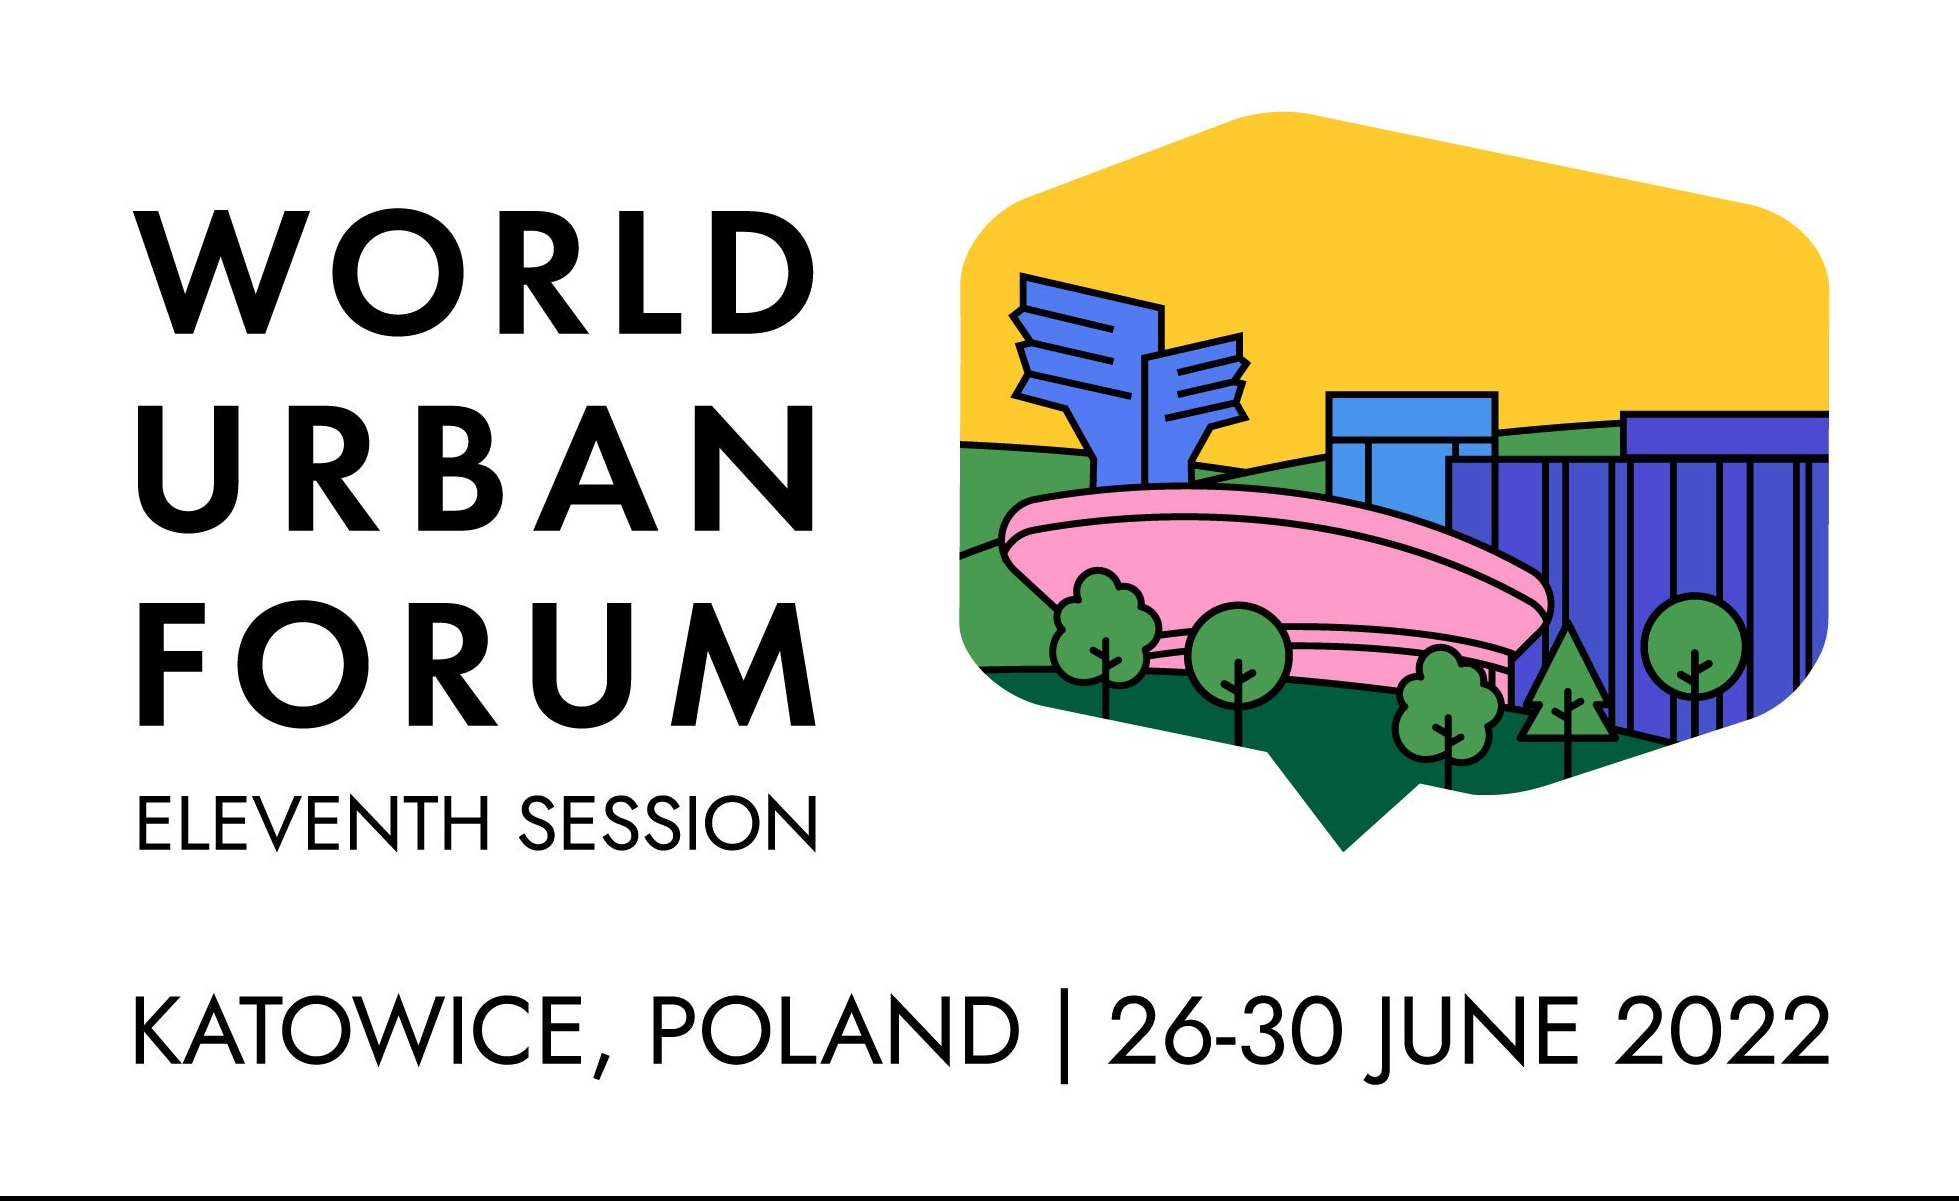 WORLD
URBAN
FORUM
ELEVENTH SESSION
KATOWICE, POLAND | 26-30 JUNE 2022